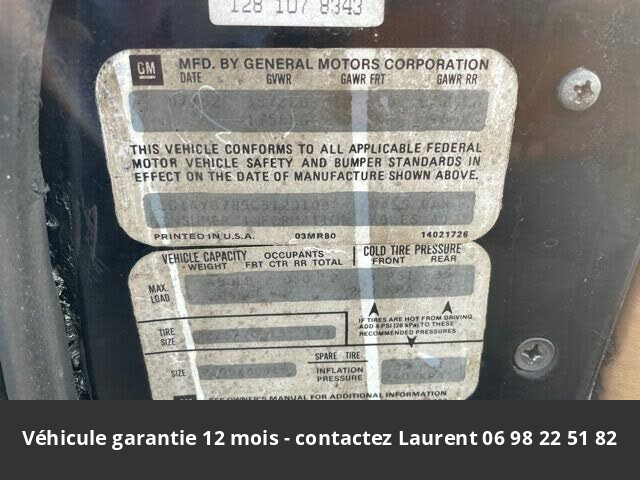 128 107 8343
GM
MFD. BY GENERAL MOTORS CORPORATION
DATE GVWR GAWR FRT GAWR RR
THIS VEHICLE CONFORMS TO ALL APPLICABLE FEDERAL
MOTOR VEHICLE SAFETY AND BUMPER STANDARDS IN
EFFECT ON THE DATE OF MANUFACTURE SHOWN ABOVE.
PRINTED IN U.S.A. 03MR80 14021726
VEHICLE CAPACITY OCCUPANTS COLD TIRE PRESSURE
WEIGHT FRT CTR RR TOTAL FRONT REAR
MAX.
LOAD
IF TIRES ARE HOT FROM DRIVING
ADD 4 PSI (28 kPa) TO THESE
RECOMMENDED PRESSURES
TIRE
SIZE
SPARE TIRE
SIZE INFLATION
PRESSURE
SEE OWNER'S MANUAL FOR ADDITIONAL INFORMATION
Véhicule garantie 12 mois - contactez Laurent 06 98 22 51 82